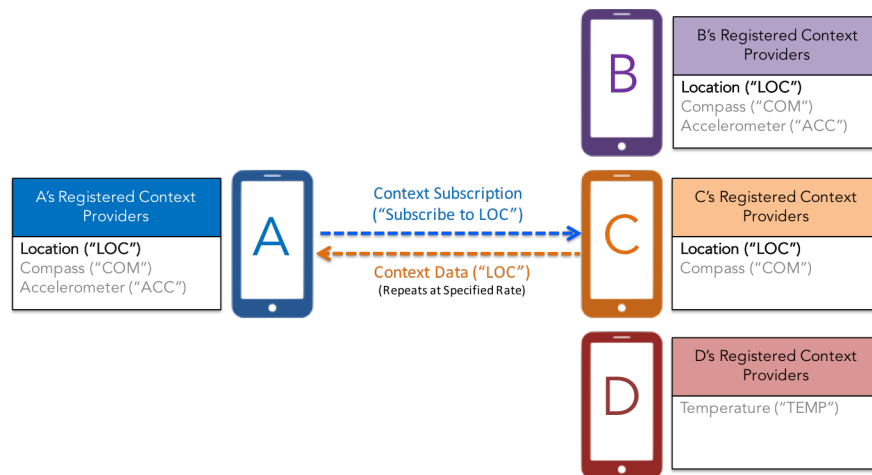 B
B's Registered Context
Providers
Location ("LOC")
Compass ("COM")
Accelerometer ("ACC")
A's Registered Context
Providers
Location ("LOC")
Compass ("COM")
Accelerometer ("ACC")
A
Context Subscription
("Subscribe to LOC")
Context Data ("LOC")
(Repeats at Specified Rate)
C
C's Registered Context
Providers
Location ("LOC")
Compass ("COM")
D
D's Registered Context
Providers
Temperature ("TEMP")